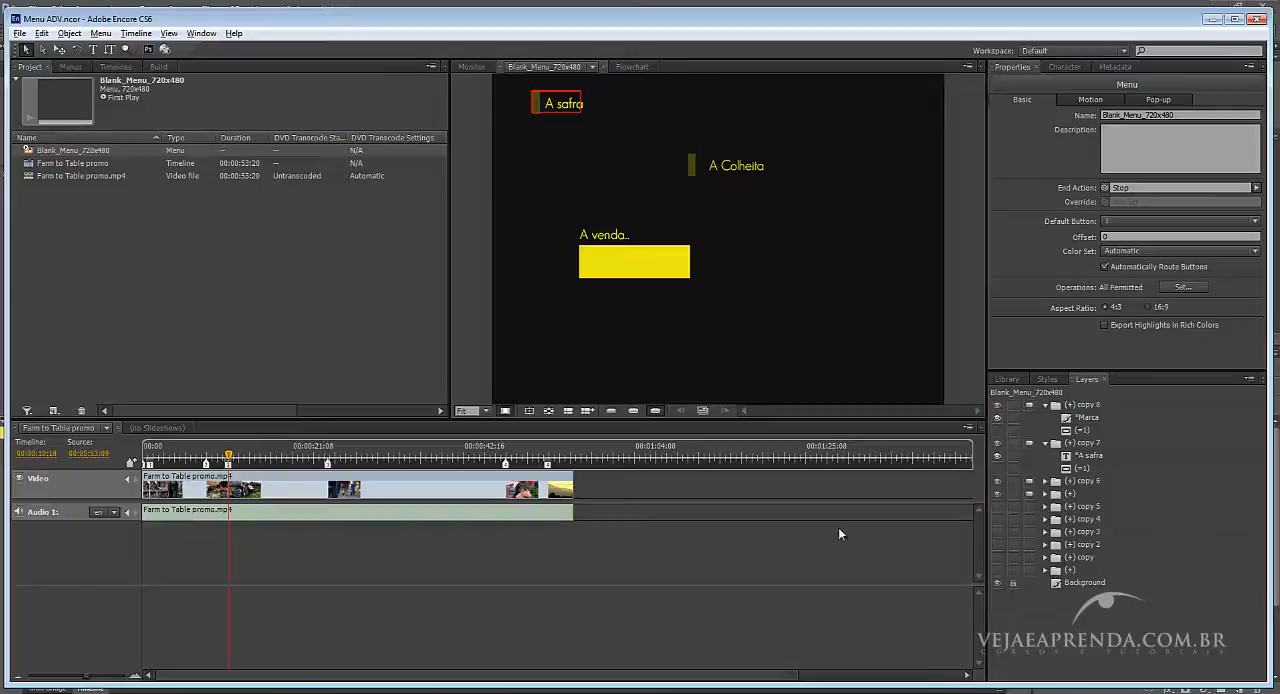 Menu ADV.ncor - Adobe Encore CS6
File Edit Object Menu Timeline View Window Help
Workspace: Default
Project Menus Timelines Build
Monitor Blank_Menu_720x480 Flowchart
Properties Character Metadata
Blank_Menu_720x480
Menu, 720x480
First Play
Name Type Duration DVD Transcode Sta... DVD Transcode Settings
Blank_Menu_720x480 Menu -- -- N/A
Farm to Table promo Timeline 00:00:53:20 -- N/A
Farm to Table promo.mp4 Video file 00:00:53:20 Untranscoded Automatic
A safra
A Colheita
A venda..
Fit
Menu
Basic Motion Pop-up
Name: Blank_Menu_720x480
Description:
End Action: Stop
Override:
Default Button: 1
Offset: 0
Color Set: Automatic
Automatically Route Buttons
Operations: All Permitted Set...
Aspect Ratio: 4:3 16:9
Export Highlights in Rich Colors
Library Styles Layers
Blank_Menu_720x480
(+) copy 8
*Marca
(=1)
(+) copy 7
*A safra
(=1)
(+) copy 6
(+)
(+) copy 5
(+) copy 4
(+) copy 3
(+) copy 2
(+) copy
(+)
Background
Farm to Table promo (no Slideshows)
Timeline: Source:
00:00:10:18 00:05:53:09
00:00 00:00:21:08 00:00:42:16 00:01:04:00 00:01:25:08
Video Farm to Table promo.mp4
Audio 1: en Farm to Table promo.mp4
VEJAEAPRENDA.COM.BR
CURSOS E TUTORIAIS